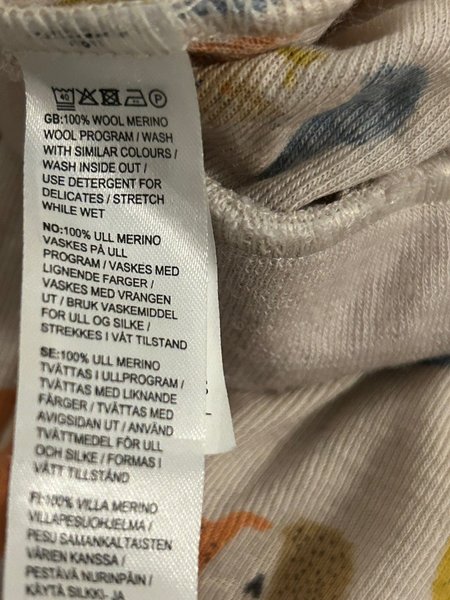 40 P
GB:100% WOOL MERINO
WOOL PROGRAM / WASH
WITH SIMILAR COLOURS /
WASH INSIDE OUT /
USE DETERGENT FOR
DELICATES / STRETCH
WHILE WET
NO:100% ULL MERINO
VASKES PÅ ULL
PROGRAM / VASKES MED
LIGNENDE FARGER /
VASKES MED VRANGEN
UT / BRUK VASKEMIDDEL
FOR ULL OG SILKE /
STREKKES I VÅT TILSTAND
SE:100% ULL MERINO
TVÄTTAS I ULLPROGRAM /
TVÄTTAS MED LIKNANDE
FÄRGER / TVÄTTAS MED
AVIGSIDAN UT / ANVÄND
TVÄTTMEDEL FÖR ULL
OCH SILKE / FORMAS I
VÅTT TILLSTÅND
FI:100% VILLA MERINO
VILLAPESUOHJELMA /
PESU SAMANKALTAISTEN
VÄRIEN KANSSA /
PESTÄVÄ NURINPÄIN /
KÄYTÄ SILKKI- JA